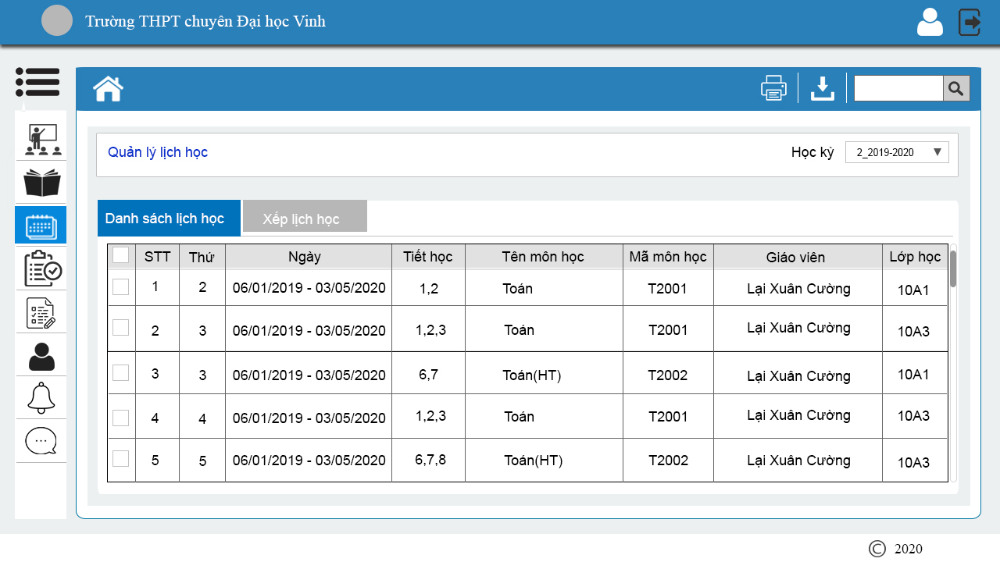 Trường THPT chuyên Đại học Vinh
Quản lý lịch học
Học kỳ 2_2019-2020
Danh sách lịch học Xếp lịch học
STT Thứ Ngày Tiết học Tên môn học Mã môn học Giáo viên Lớp học
1 2 06/01/2019 - 03/05/2020 1,2 Toán T2001 Lại Xuân Cường 10A1
2 3 06/01/2019 - 03/05/2020 1,2,3 Toán T2001 Lại Xuân Cường 10A3
3 3 06/01/2019 - 03/05/2020 6,7 Toán(HT) T2002 Lại Xuân Cường 10A1
4 4 06/01/2019 - 03/05/2020 1,2,3 Toán T2001 Lại Xuân Cường 10A3
5 5 06/01/2019 - 03/05/2020 6,7,8 Toán(HT) T2002 Lại Xuân Cường 10A3
© 2020